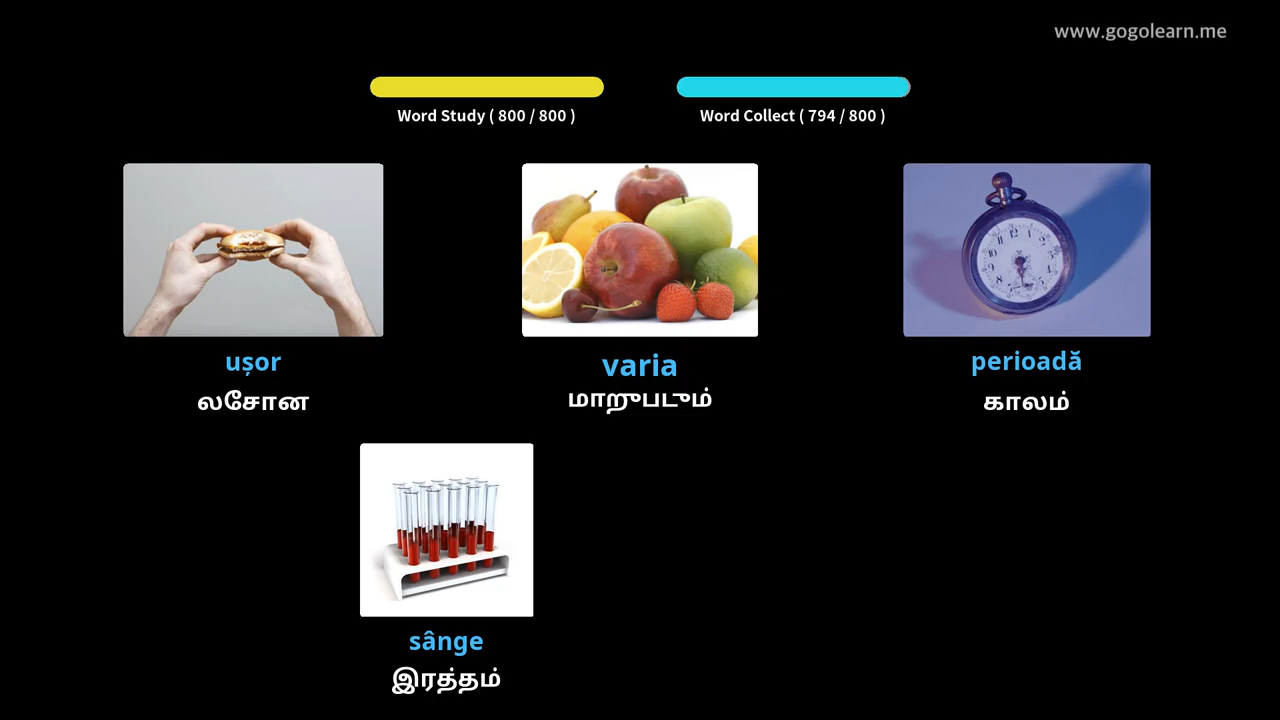 www.gogolearn.me
Word Study ( 800 / 800 )
Word Collect ( 794 / 800 )
ușor
லசோன
varia
மாறுபடும்
perioadă
காலம்
sânge
இரத்தம்